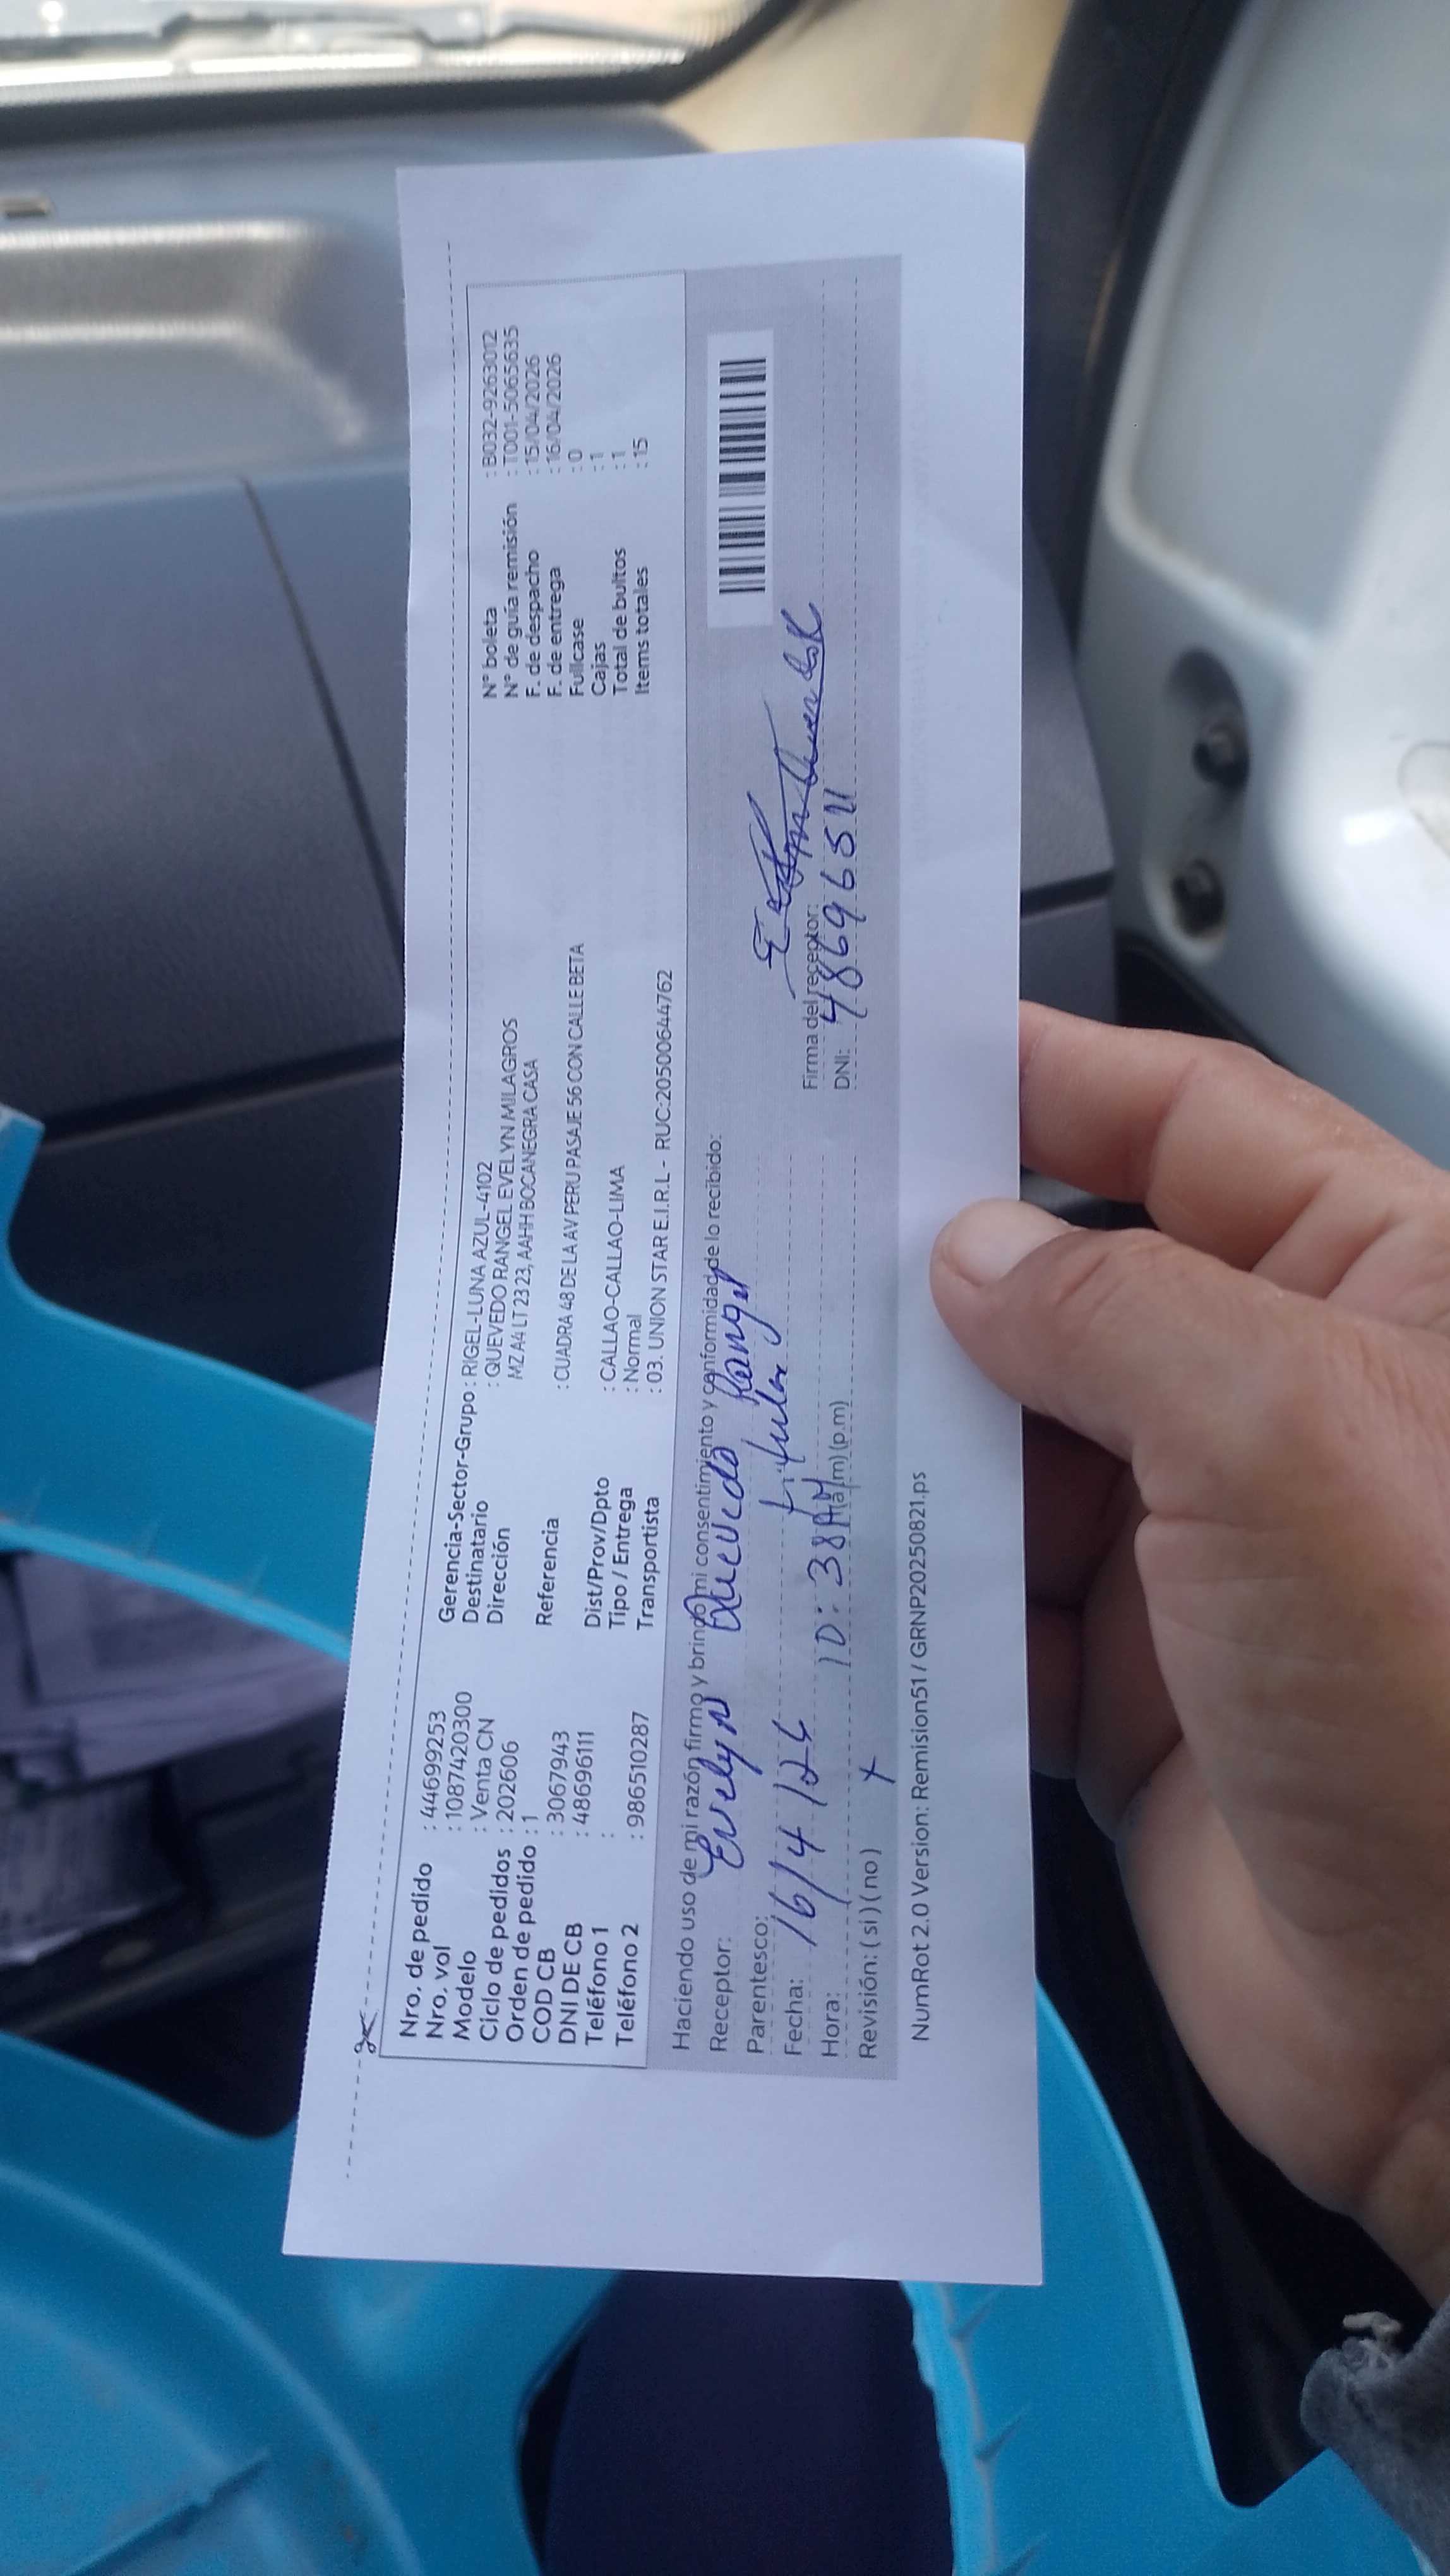 Nro. de pedido : 44699253
Nro. vol : 1087420300
Modelo : Venta CN
Ciclo de pedidos : 202606
Orden de pedido : 1
COD CB : 3067943
DNI DE CB : 48696111
Teléfono 1 :
Teléfono 2 : 986510287
Gerencia-Sector-Grupo : RIGEL-LUNA AZUL-4102
Destinatario : QUEVEDO RANGEL EVELYN MILAGROS
Dirección MZ A4 LT 23 23, AAHH BOCANEGRA CASA
Referencia : CUADRA 48 DE LA AV PERU PASAJE 56 CON CALLE BETA
Dist/Prov/Dpto : CALLAO-CALLAO-LIMA
Tipo / Entrega : Normal
Transportista : 03. UNION STAR E.I.R.L - RUC:20500644762
N° boleta : B032-9263012
N° de guía remisión : T001-5065635
F. de despacho : 15/04/2026
F. de entrega : 16/04/2026
Fullcase : 0
Cajas : 1
Total de bultos : 1
Items totales : 15
Haciendo uso de mi razón firmo y brindo mi consentimiento y conformidad de lo recibido:
Receptor: Evelyn Quevedo Rangel
Parentesco: titular
Fecha: 16/4/26
Hora: 10:38 AM (a.m) (p.m)
Revisión: ( si ) ( no ) x
Firma del receptor:
DNI:
NumRot 2.0 Version: Remision51 / GRNP20250821.ps